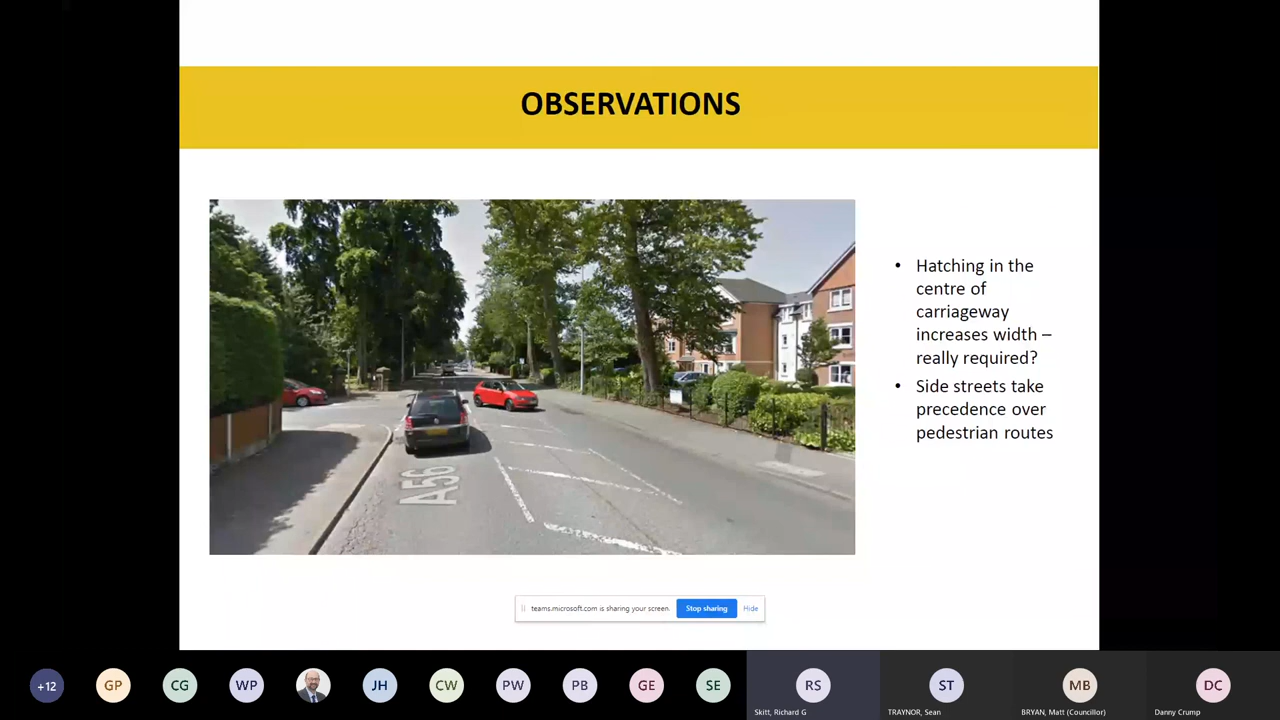 OBSERVATIONS
• Hatching in the
centre of
carriageway
increases width –
really required?
• Side streets take
precedence over
pedestrian routes
A56
teams.microsoft.com is sharing your screen.
Stop sharing
Hide
+12
GP
CG
WP
JH
CW
PW
PB
GE
SE
RS
ST
MB
DC
Skitt, Richard G
TRAYNOR, Sean
BRYAN, Matt (Councillor)
Danny Crump